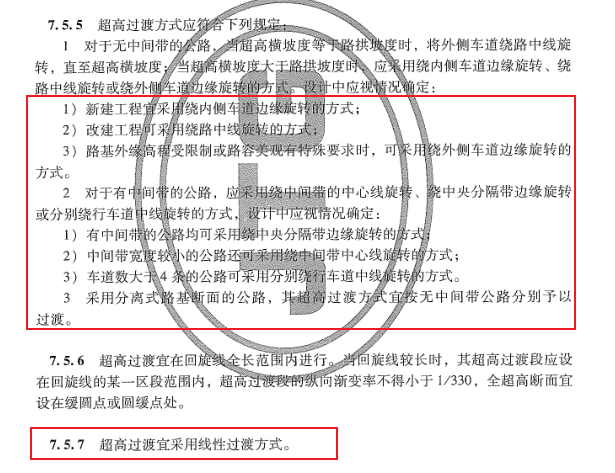 7.5.5 超高过渡方式应符合下列规定：
1 对于无中间带的公路，当超高横坡度等于路拱坡度时，将外侧车道绕路中线旋
转，直至超高横坡度；当超高横坡度大于路拱坡度时，应采用绕内侧车道边缘旋转、绕
路中线旋转或绕外侧车道边缘旋转的方式。设计中应视情况确定：
1）新建工程宜采用绕内侧车道边缘旋转的方式；
2）改建工程可采用绕路中线旋转的方式；
3）路基外缘高程受限制或路容美观有特殊要求时，可采用绕外侧车道边缘旋转的
方式。
2 对于有中间带的公路，应采用绕中间带的中心线旋转、绕中央分隔带边缘旋转
或分别绕行车道中线旋转的方式，设计中应视情况确定：
1）有中间带的公路均可采用绕中央分隔带边缘旋转的方式；
2）中间带宽度较小的公路还可采用绕中间带中心线旋转的方式；
3）车道数大于4条的公路可采用分别绕行车道中线旋转的方式。
3 采用分离式路基断面的公路，其超高过渡方式宜按无中间带公路分别予以
过渡。
7.5.6 超高过渡宜在回旋线全长范围内进行。当回旋线较长时，其超高过渡段应设
在回旋线的某一区段范围内，超高过渡段的纵向渐变率不得小于1/330，全超高断面宜
设在缓圆点或圆缓点处。
7.5.7 超高过渡宜采用线性过渡方式。